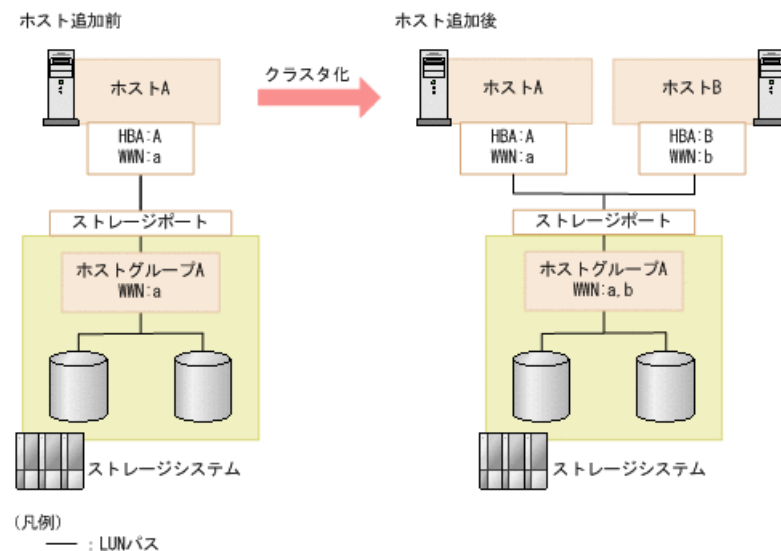 ホスト追加前
ホストA
HBA:A
WWN:a
ストレージポート
ホストグループA
WWN:a
ストレージシステム
クラスタ化
ホスト追加後
ホストA
ホストB
HBA:A
WWN:a
HBA:B
WWN:b
ストレージポート
ホストグループA
WWN:a,b
ストレージシステム
(凡例)
: LUNパス